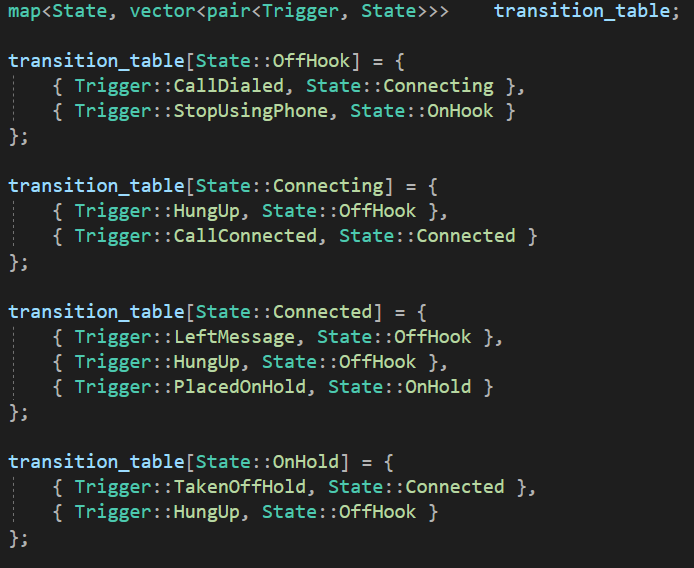 map<State, vector<pair<Trigger, State>>>    transition_table;
transition_table[State::OffHook] = {
    { Trigger::CallDialed, State::Connecting },
    { Trigger::StopUsingPhone, State::OnHook }
};
transition_table[State::Connecting] = {
    { Trigger::HungUp, State::OffHook },
    { Trigger::CallConnected, State::Connected }
};
transition_table[State::Connected] = {
    { Trigger::LeftMessage, State::OffHook },
    { Trigger::HungUp, State::OffHook },
    { Trigger::PlacedOnHold, State::OnHold }
};
transition_table[State::OnHold] = {
    { Trigger::TakenOffHold, State::Connected },
    { Trigger::HungUp, State::OffHook }
};